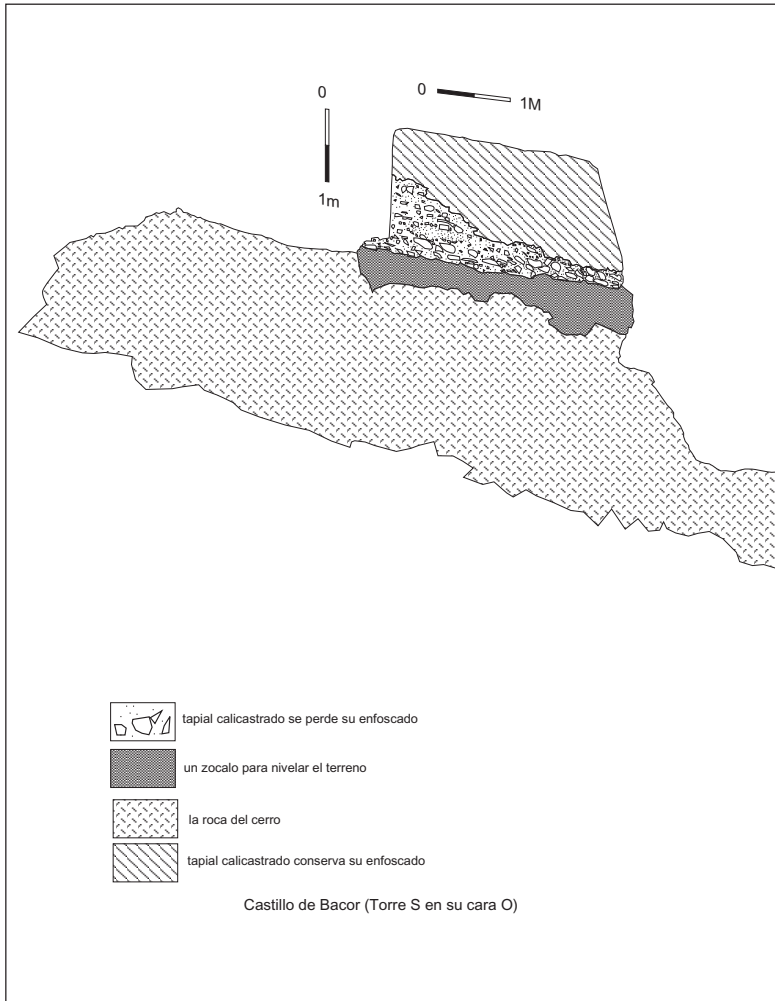 0
0
1M
1m
tapial calicastrado se perde su enfoscado
un zocalo para nivelar el terreno
la roca del cerro
tapial calicastrado conserva su enfoscado
Castillo de Bacor (Torre S en su cara O)